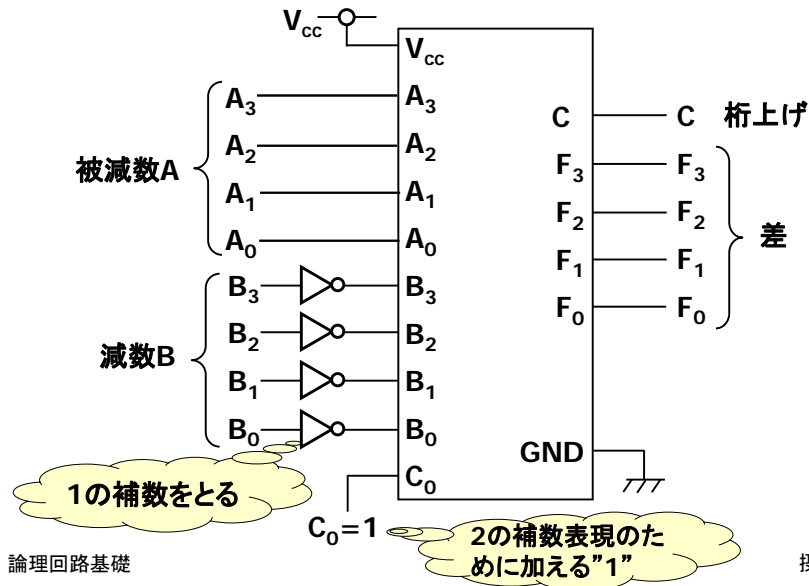 Vcc
Vcc
被減数A
A3 A3
A2 A2
A1 A1
A0 A0
減数B
B3 B3
B2 B2
B1 B1
B0 B0
C0
C0=1
C C 桁上げ
F3 F3
F2 F2
F1 F1
F0 F0
差
GND
1の補数をとる
2の補数表現のた
めに加える"1"
論理回路基礎